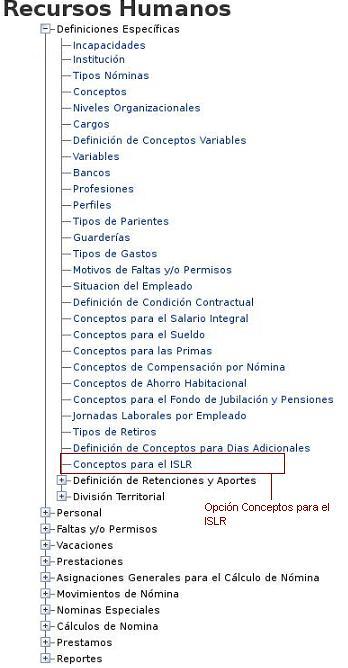 Recursos Humanos
Definiciones Específicas
Incapacidades
Institución
Tipos Nóminas
Conceptos
Niveles Organizacionales
Cargos
Definición de Conceptos Variables
Variables
Bancos
Profesiones
Perfiles
Tipos de Parientes
Guarderías
Tipos de Gastos
Motivos de Faltas y/o Permisos
Situacion del Empleado
Definición de Condición Contractual
Conceptos para el Salario Integral
Conceptos para el Sueldo
Conceptos para las Primas
Conceptos de Compensación por Nómina
Conceptos de Ahorro Habitacional
Conceptos para el Fondo de Jubilación y Pensiones
Jornadas Laborales por Empleado
Tipos de Retiros
Definición de Conceptos para Dias Adicionales
Conceptos para el ISLR
Definición de Retenciones y Aportes
División Territorial
Opción Conceptos para el
ISLR
Personal
Faltas y/o Permisos
Vacaciones
Prestaciones
Asignaciones Generales para el Cálculo de Nómina
Movimientos de Nómina
Nominas Especiales
Cálculos de Nomina
Prestamos
Reportes